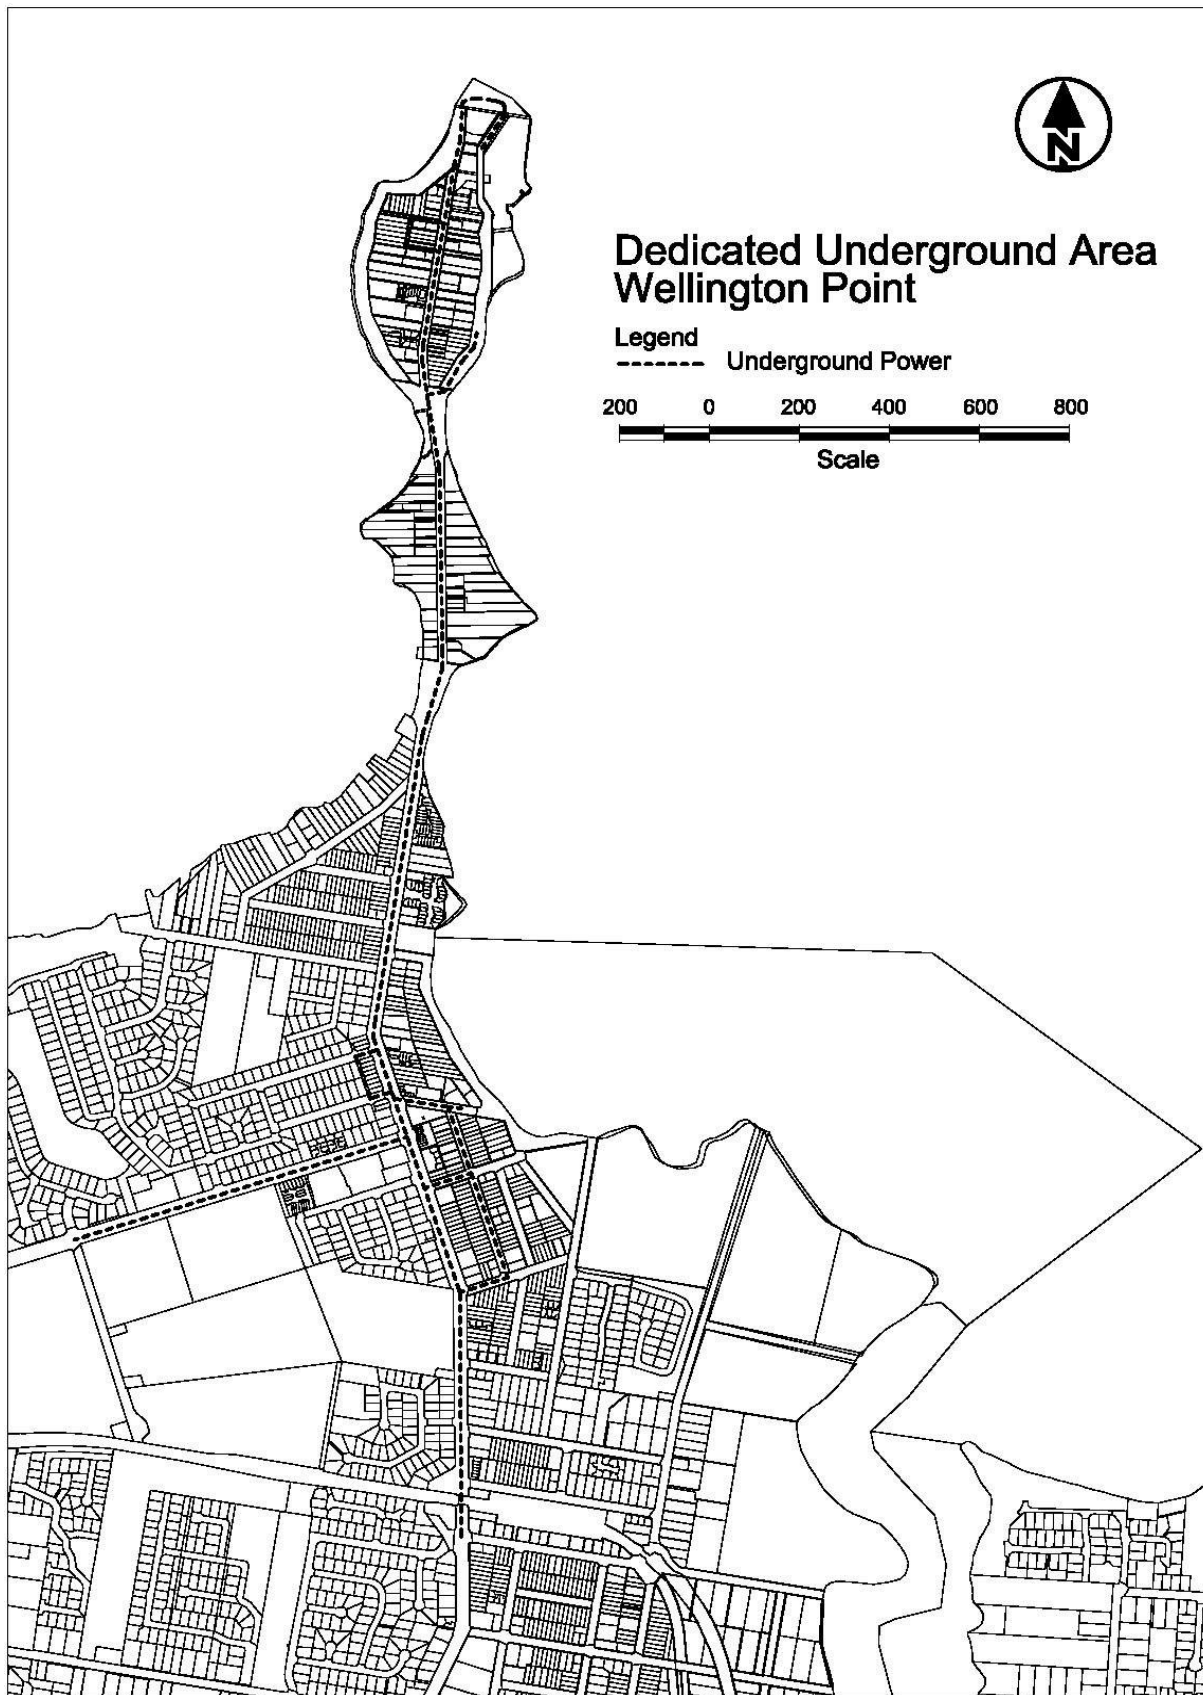 N
Dedicated Underground Area
Wellington Point
Legend
Underground Power
200 0 200 400 600 800
Scale